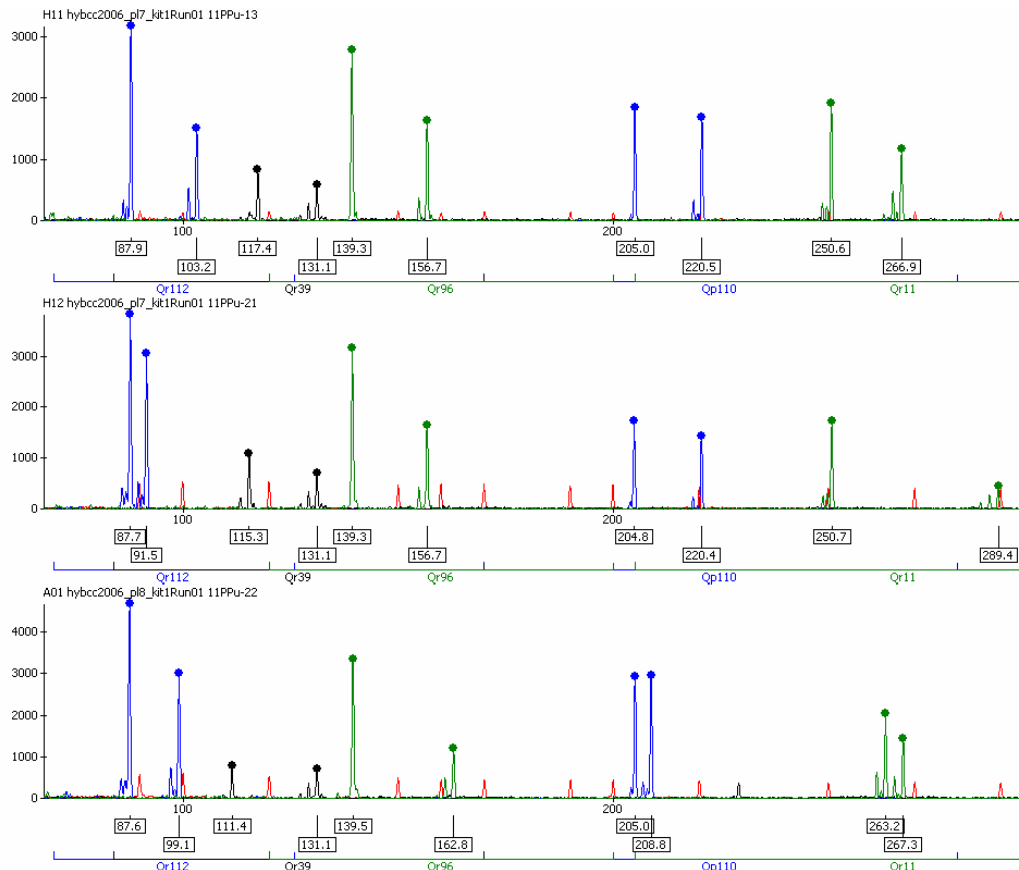 H11 hybcc2006_pl7_kit1Run01 11PPu-13
3000
2000
1000
0
100 200
87.9 117.4 139.3 156.7 205.0 250.6
103.2 131.1 220.5 266.9
Qr112 Qr39 Qr96 Qp110 Qr11
H12 hybcc2006_pl7_kit1Run01 11PPu-21
3000
2000
1000
0
100 200
87.7 115.3 139.3 156.7 204.8 250.7
91.5 131.1 220.4 289.4
Qr112 Qr39 Qr96 Qp110 Qr11
A01 hybcc2006_pl8_kit1Run01 11PPu-22
4000
3000
2000
1000
0
100 200
87.6 111.4 139.5 205.0 263.2
99.1 131.1 162.8 208.8 267.3
Qr112 Qr39 Qr96 Qp110 Qr11